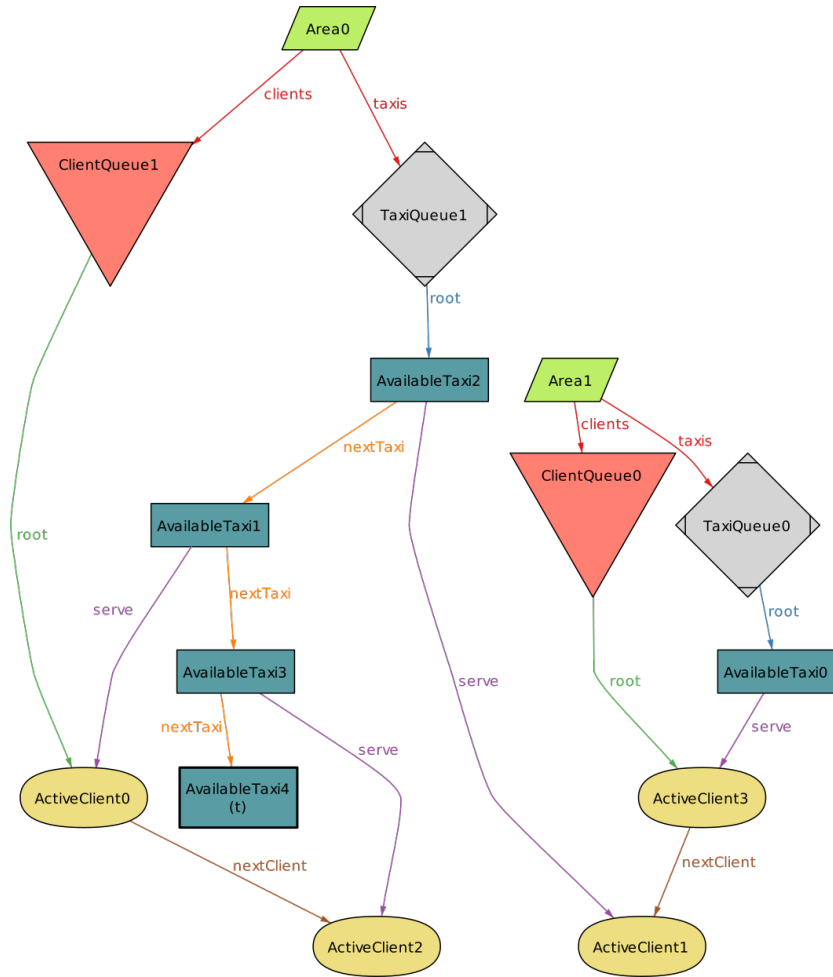 Area0
clients
taxis
ClientQueue1
TaxiQueue1
root
AvailableTaxi2
Area1
nextTaxi
clients
taxis
ClientQueue0
AvailableTaxi1
TaxiQueue0
root
serve
nextTaxi
root
AvailableTaxi3
serve
root
AvailableTaxi0
nextTaxi
serve
serve
ActiveClient0
AvailableTaxi4
(t)
ActiveClient3
nextClient
nextClient
ActiveClient2
ActiveClient1